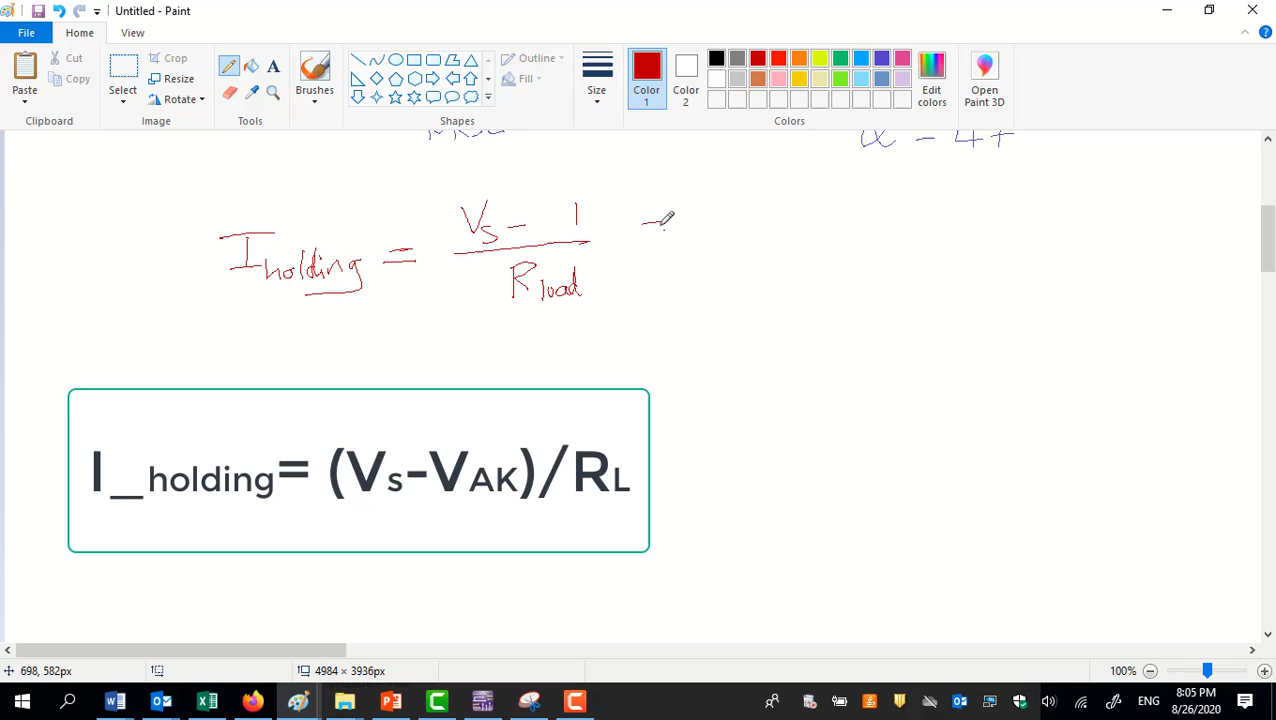 Untitled - Paint
File Home View
Paste
Cut
Copy
Clipboard
Select
Crop
Resize
Rotate
Image
Tools
Brushes
Shapes
Outline
Fill
Size
Color 1
Color 2
Colors
Edit colors
Open Paint 3D
I holding = Vs - 1
R load
I_holding= (Vs-VAK)/RL
698, 582px
4984 × 3936px
100%
ENG
8:05 PM
8/26/2020